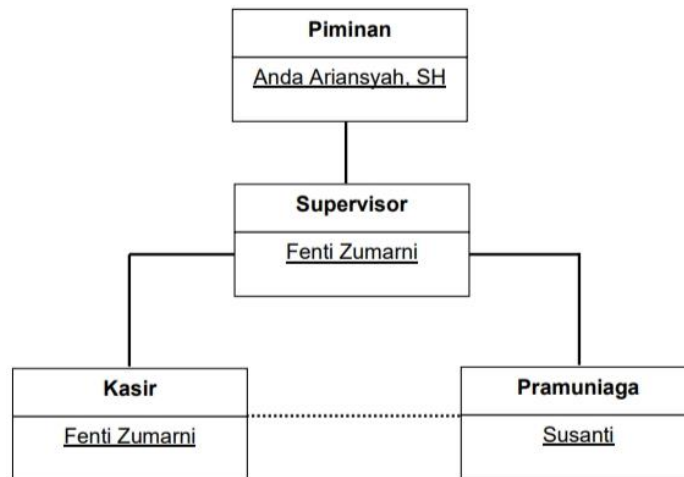 Piminan
Anda Ariansyah, SH
Supervisor
Fenti Zumarni
Kasir
Fenti Zumarni
Pramuniaga
Susanti